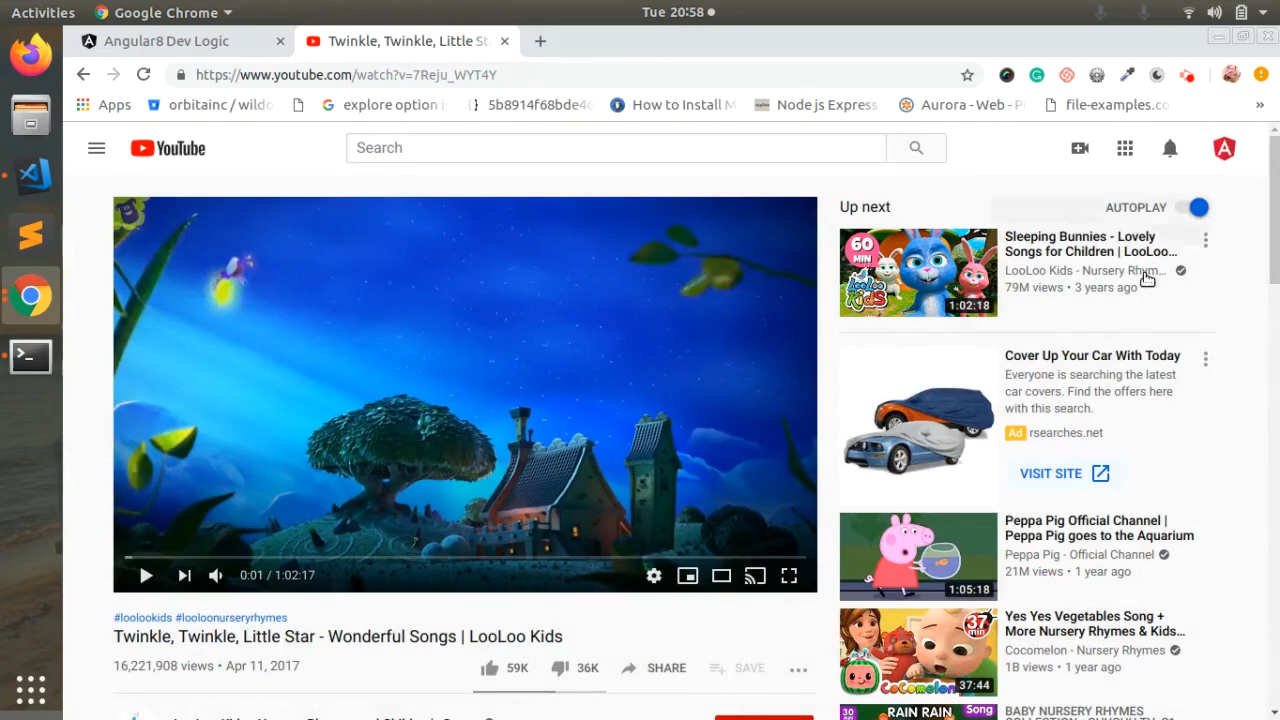 Activities Google Chrome Tue 20:58
Angular8 Dev Logic Twinkle, Twinkle, Little St
https://www.youtube.com/watch?v=7Reju_WYT4Y
Apps orbitainc / wildc explore option i {} 5b8914f68bde4c How to Install M Node js Express Aurora - Web - Pi file-examples.co »
YouTube
Search
Up next AUTOPLAY
60 MIN
LooLoo KiDS
1:02:18
Sleeping Bunnies - Lovely
Songs for Children | LooLoo...
LooLoo Kids - Nursery Rhym...
79M views • 3 years ago
Cover Up Your Car With Today
Everyone is searching the latest
car covers. Find the offers here
with this search.
Ad rsearches.net
VISIT SITE
1:05:18
Peppa Pig Official Channel |
Peppa Pig goes to the Aquarium
Peppa Pig - Official Channel
21M views • 1 year ago
37 min
CoComelon
37:44
Yes Yes Vegetables Song +
More Nursery Rhymes & Kids...
Cocomelon - Nursery Rhymes
1B views • 1 year ago
30
RAIN RAIN
Song
BABY NURSERY RHYMES
0:01 / 1:02:17
#loolookids #looloonurseryrhymes
Twinkle, Twinkle, Little Star - Wonderful Songs | LooLoo Kids
16,221,908 views • Apr 11, 2017
59K 36K SHARE SAVE